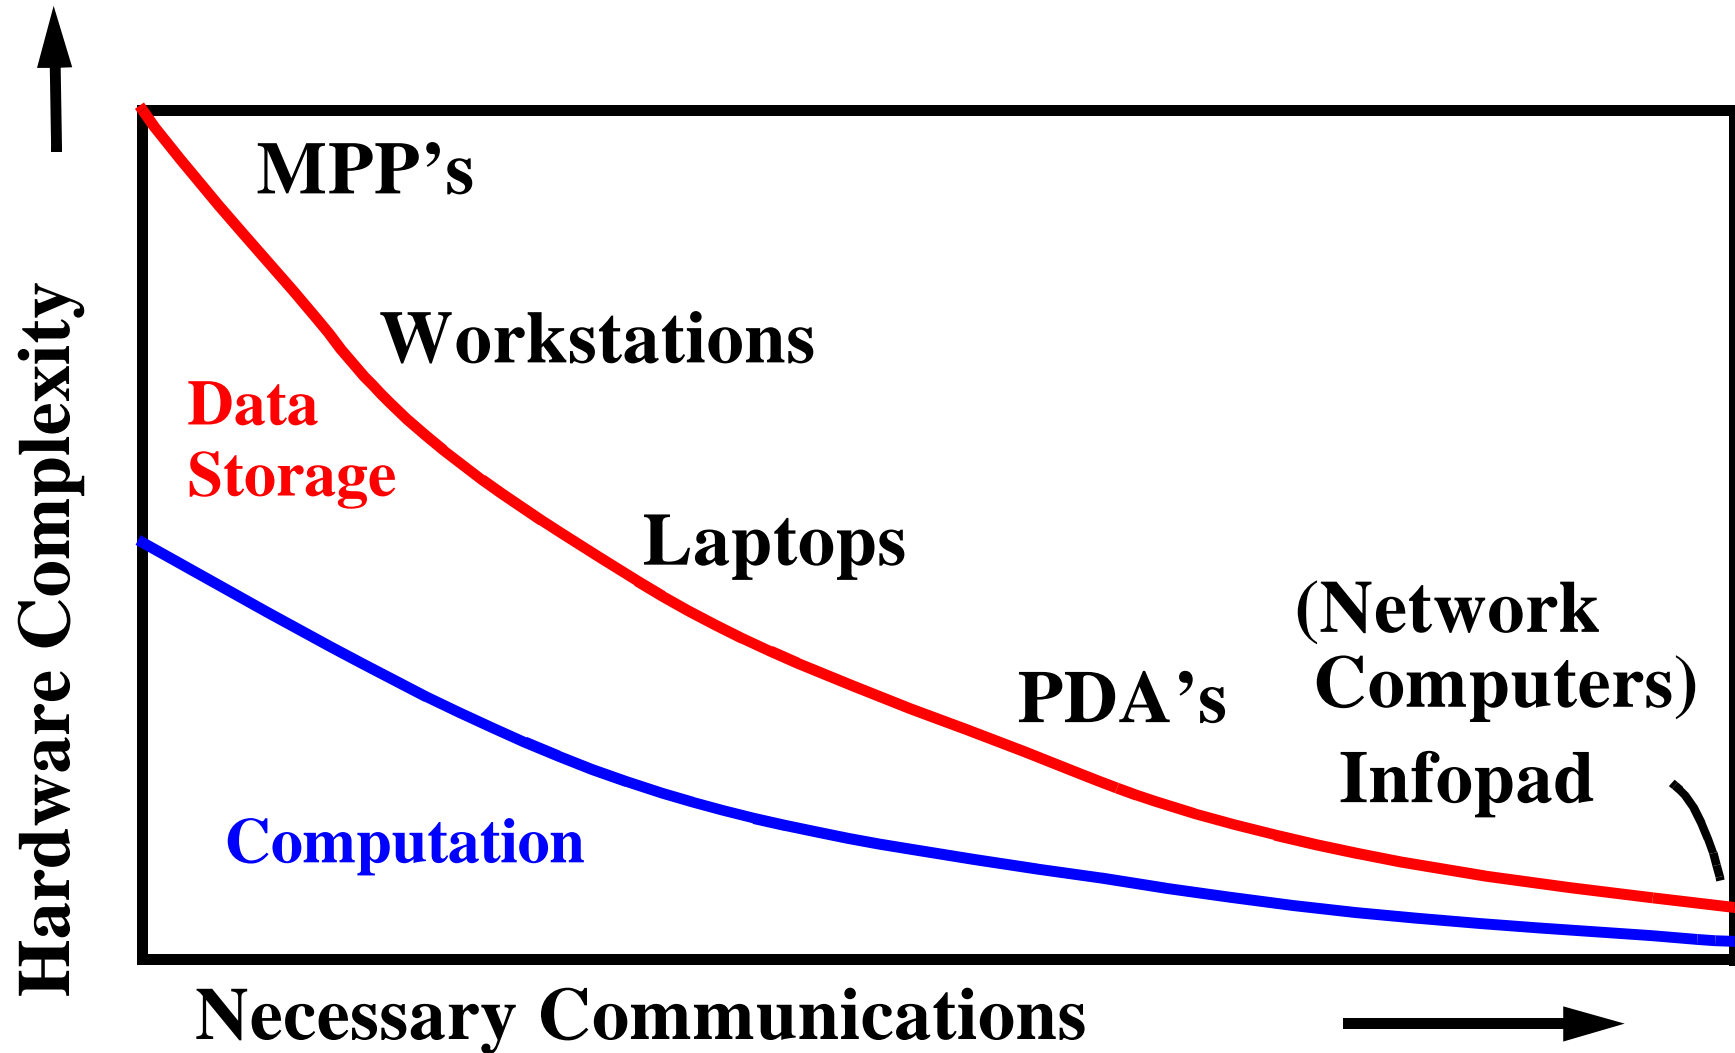 MPP’s
Workstations
Data
Storage
Laptops
(Network
Computers)
PDA’s
Infopad
Computation
Hardware Complexity
Necessary Communications